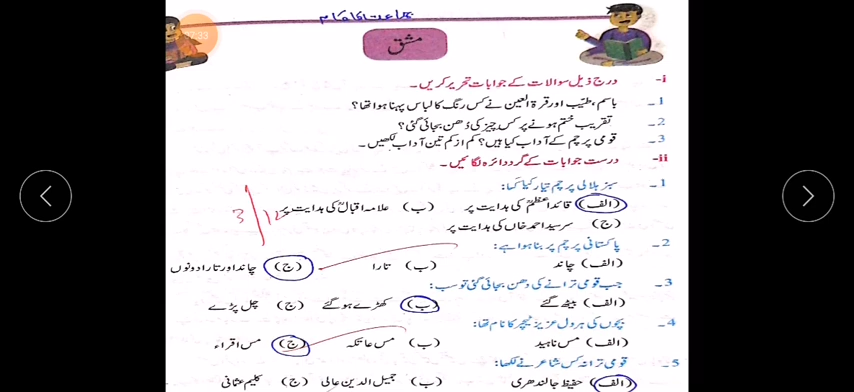 جماعت کا کام
مشق
i- درج ذیل سوالات کے جوابات تحریر کریں۔
1- باسم، طیّب اور قرۃ العین نے کس رنگ کا لباس پہنا ہوا تھا؟
2- تقریب ختم ہونے پر کس چیز کی دُھن بجائی گئی؟
3- قومی پرچم کے آداب کیا ہیں؟ کم از کم تین آداب لکھیں۔
ii- درست جوابات کے گرد دائرہ لگائیں۔
1- سبز ہلالی پرچم تیار کیا گیا:
(الف) قائداعظمؒ کی ہدایت پر (ب) علامہ اقبالؒ کی ہدایت پر
(ج) سرسید احمد خاں کی ہدایت پر
3/12
2- پاکستانی پرچم پر بنا ہوا ہے:
(الف) چاند (ب) تارا (ج) چاند اور تارا دونوں
3- جب قومی ترانے کی دُھن بجائی گئی تو سب:
(الف) بیٹھ گئے (ب) کھڑے ہو گئے (ج) چل پڑے
4- بچوں کی ہر دل عزیز ٹیچر کا نام تھا:
(الف) مس ناہید (ب) مس عاتکہ (ج) مس اقراء
5- قومی ترانہ کس شاعر نے لکھا:
(الف) حفیظ جالندھری (ب) جمیل الدین عالی (ج) کلیم عثمانی